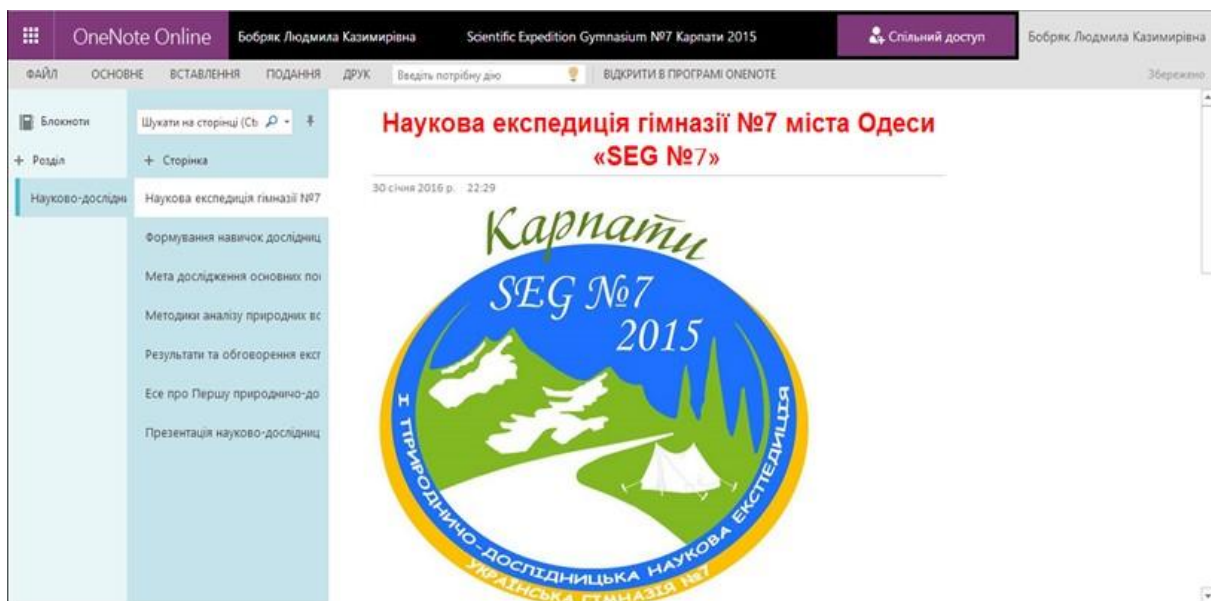 OneNote Online
Бобряк Людмила Казимирівна
Scientific Expedition Gymnasium №7 Карпати 2015
Спільний доступ
Бобряк Людмила Казимирівна
ФАЙЛ ОСНОВНЕ ВСТАВЛЕННЯ ПОДАННЯ ДРУК Введіть потрібну дію ВІДКРИТИ В ПРОГРАМІ ONENOTE Збережено
Блокноти
+ Розділ
Науково-дослідн
Шукати на сторінці (Ct
+ Сторінка
Наукова експедиція гімназії №7
Формування навичок дослідниц
Мета дослідження основних по
Методики аналізу природних вс
Результати та обговорення експ
Есе про Першу природничо-до
Презентація науково-дослідниц
Наукова експедиція гімназії №7 міста Одеси
«SEG №7»
30 січня 2016 р. 22:29
Карпати
SEG №7
2015
І ПРИРОДНИЧО-ДОСЛІДНИЦЬКА НАУКОВА ЕКСПЕДИЦІЯ
УКРАЇНСЬКА ГІМНАЗІЯ №7